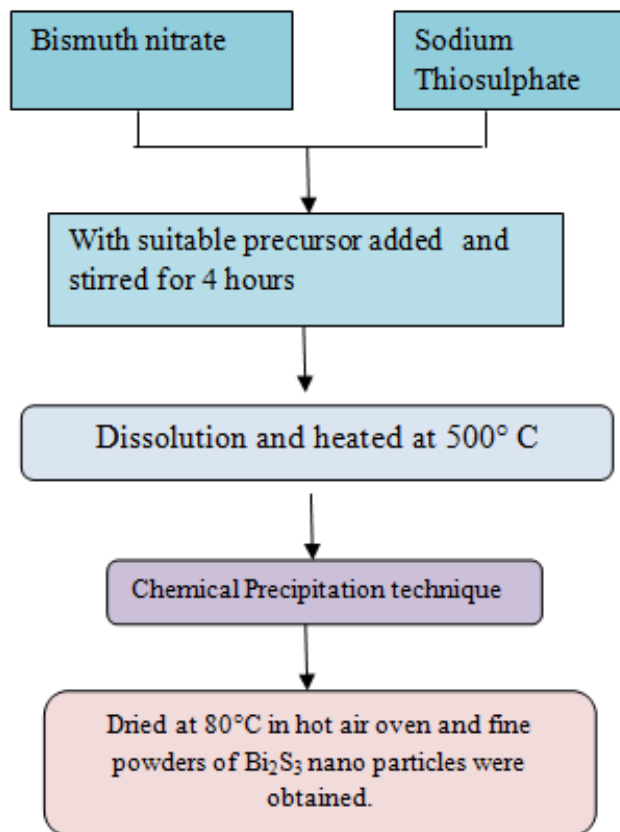 Bismuth nitrate
Sodium
Thiosulphate
With suitable precursor added and
stirred for 4 hours
Dissolution and heated at 500° C
Chemical Precipitation technique
Dried at 80°C in hot air oven and fine
powders of Bi₂S₃ nano particles were
obtained.